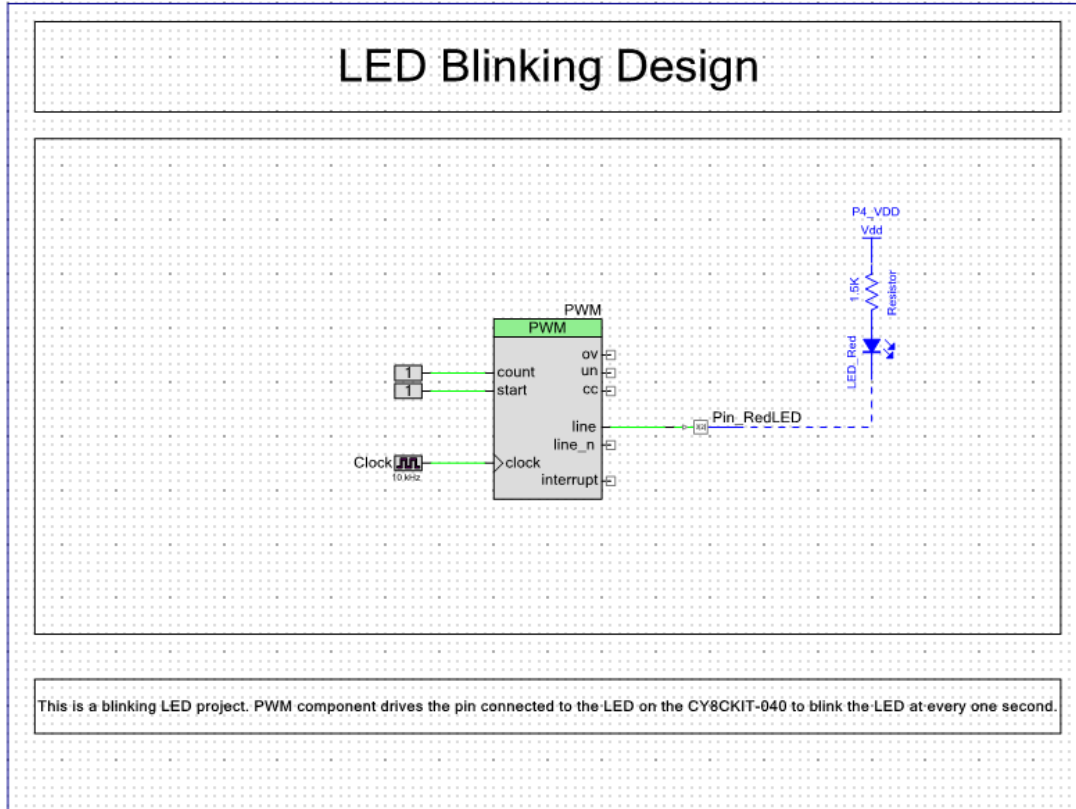 LED Blinking Design
P4_VDD
Vdd
1.5K
Resistor
LED_Red
PWM
PWM
ov
1
count
un
1
start
cc
line
Pin_RedLED
line_n
Clock
clock
10 kHz
interrupt
This is a blinking LED project. PWM component drives the pin connected to the LED on the CY8CKIT-040 to blink the LED at every one second.